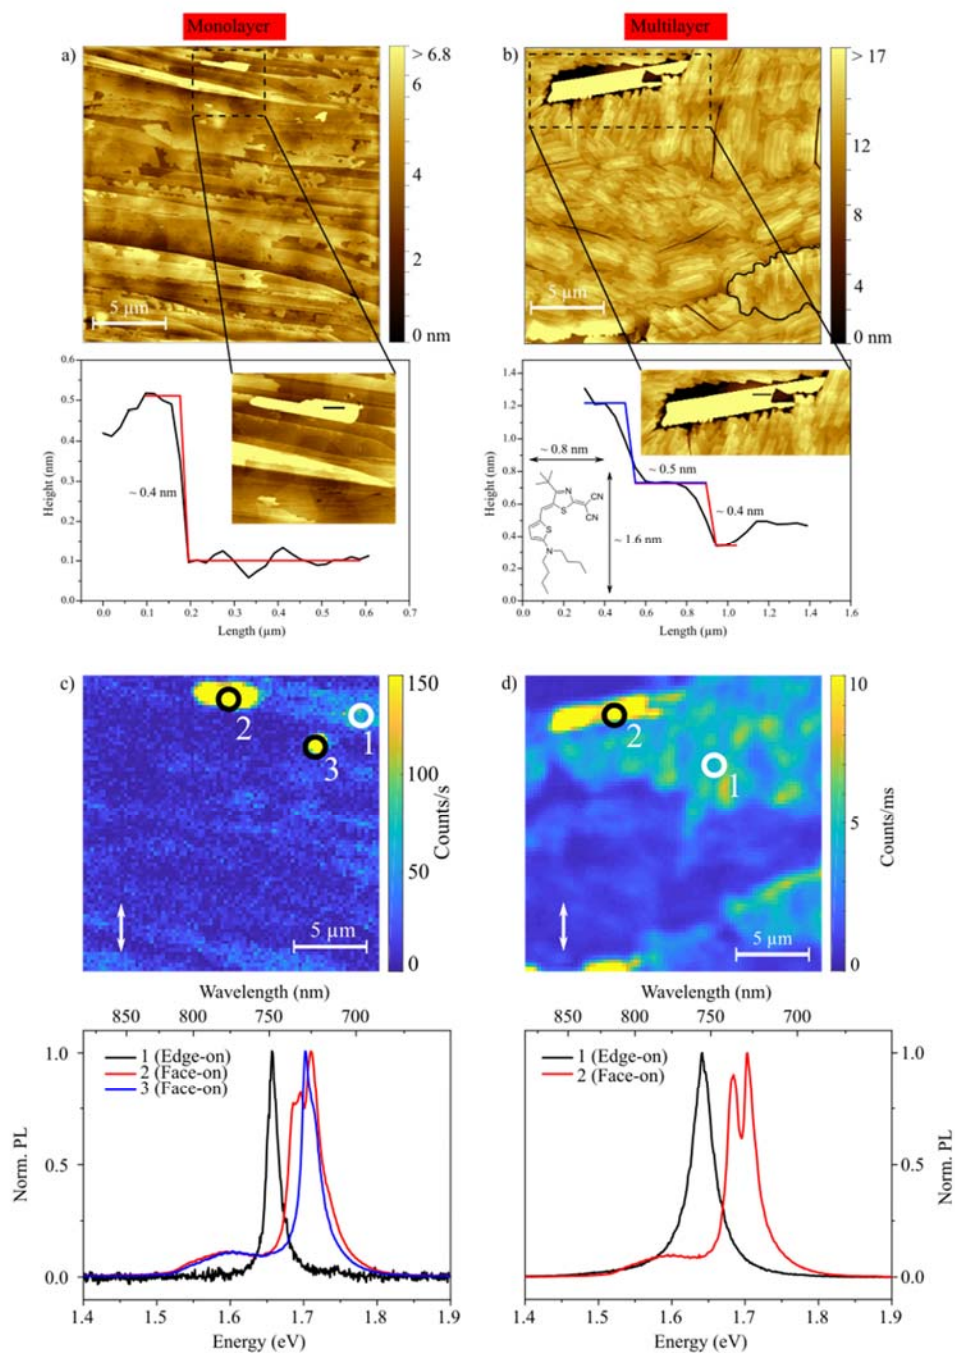 Monolayer
Multilayer
a)
> 6.8
6
4
2
0 nm
5 µm
b)
> 17
12
8
4
0 nm
5 µm
0.6
0.5
0.4
0.3
0.2
0.1
0.0
Height (nm)
~ 0.4 nm
0.0
0.1
0.2
0.3
0.4
0.5
0.6
Length (µm)
1.4
1.2
1.0
0.8
0.6
0.4
0.2
0.0
Height (nm)
~ 0.8 nm
~ 0.5 nm
~ 0.4 nm
~ 1.6 nm
N
S
CN
CN
S
N
0.0
0.2
0.4
0.6
0.8
1.0
1.2
1.4
1.6
Length (µm)
c)
2
1
3
5 µm
150
100
50
0
Counts/s
d)
2
1
5 µm
10
5
0
Counts/ms
Wavelength (nm)
850
800
750
700
1 (Edge-on)
2 (Face-on)
3 (Face-on)
1.0
0.5
0.0
Norm. PL
1.4
1.5
1.6
1.7
1.8
1.9
Energy (eV)
Wavelength (nm)
850
800
750
700
1 (Edge-on)
2 (Face-on)
1.0
0.5
0.0
Norm. PL
1.4
1.5
1.6
1.7
1.8
1.9
Energy (eV)